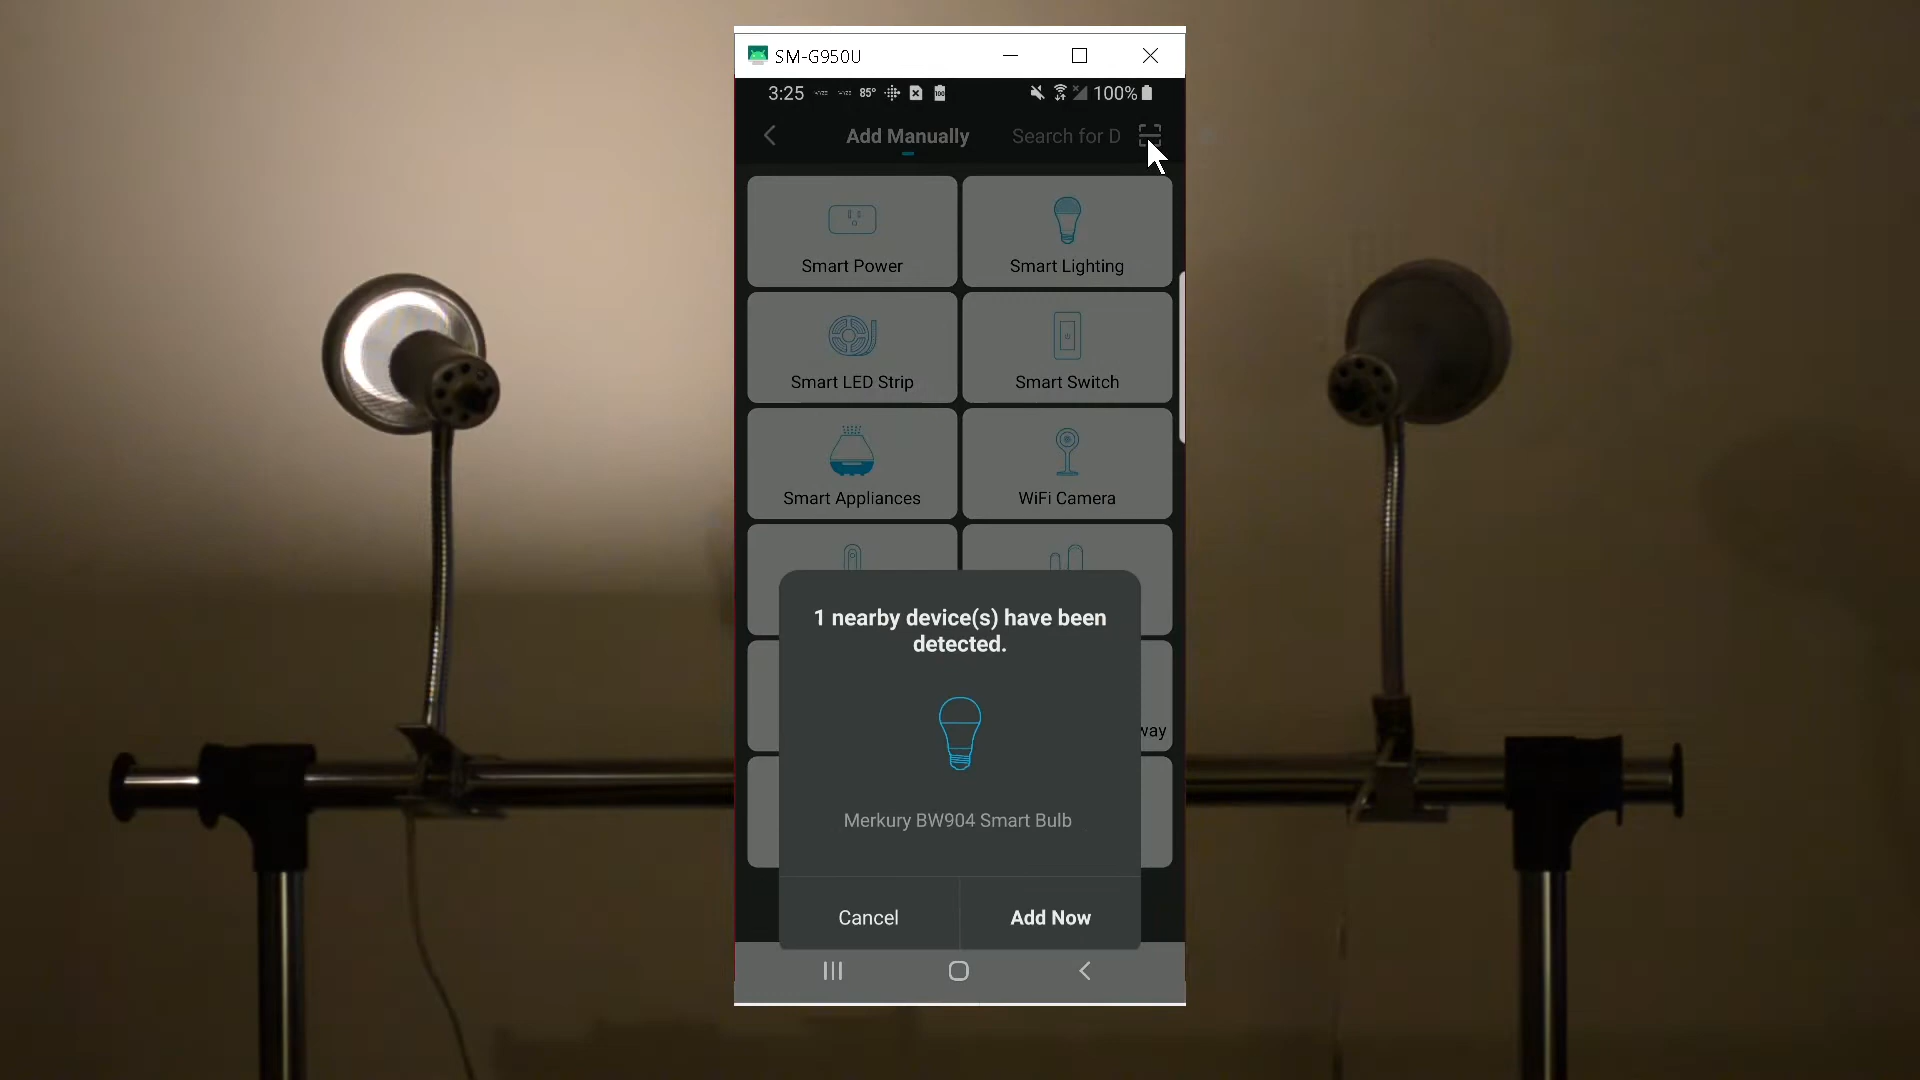 SM-G950U
3:25 85° 100 100%
Add Manually Search for D
Smart Power Smart Lighting
Smart LED Strip Smart Switch
Smart Appliances WiFi Camera
1 nearby device(s) have been
detected.
way
Merkury BW904 Smart Bulb
Cancel Add Now